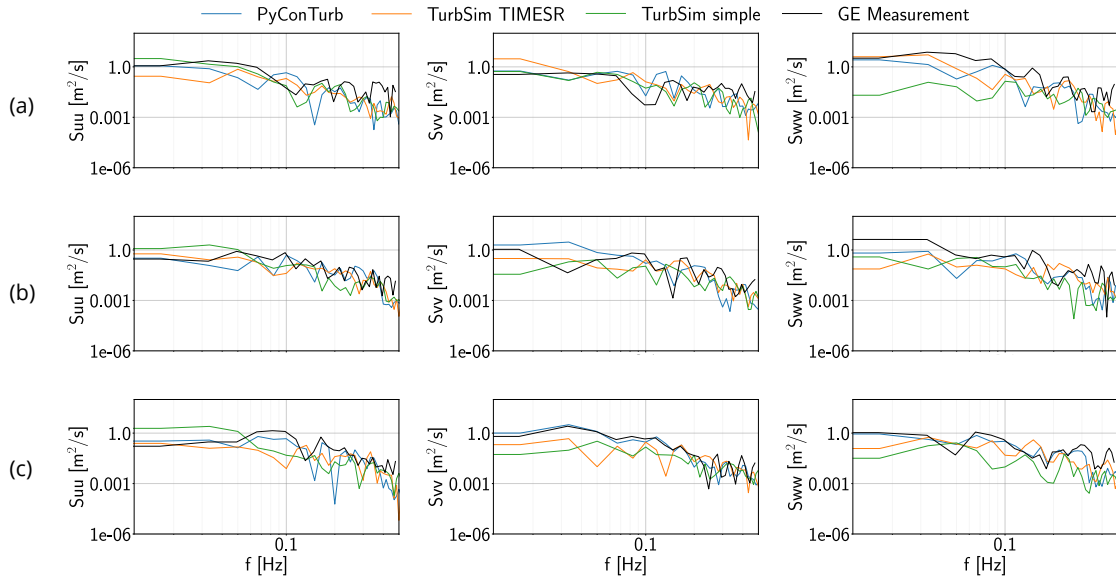 PyConTurb TurbSim TIMESR TurbSim simple GE Measurement
(a)
Suu [m²/s]
1.0
0.001
1e-06
Svv [m²/s]
1.0
0.001
1e-06
Sww [m²/s]
1.0
0.001
1e-06
(b)
Suu [m²/s]
1.0
0.001
1e-06
Svv [m²/s]
1.0
0.001
1e-06
Sww [m²/s]
1.0
0.001
1e-06
(c)
Suu [m²/s]
1.0
0.001
1e-06
0.1
f [Hz]
Svv [m²/s]
1.0
0.001
1e-06
0.1
f [Hz]
Sww [m²/s]
1.0
0.001
1e-06
0.1
f [Hz]